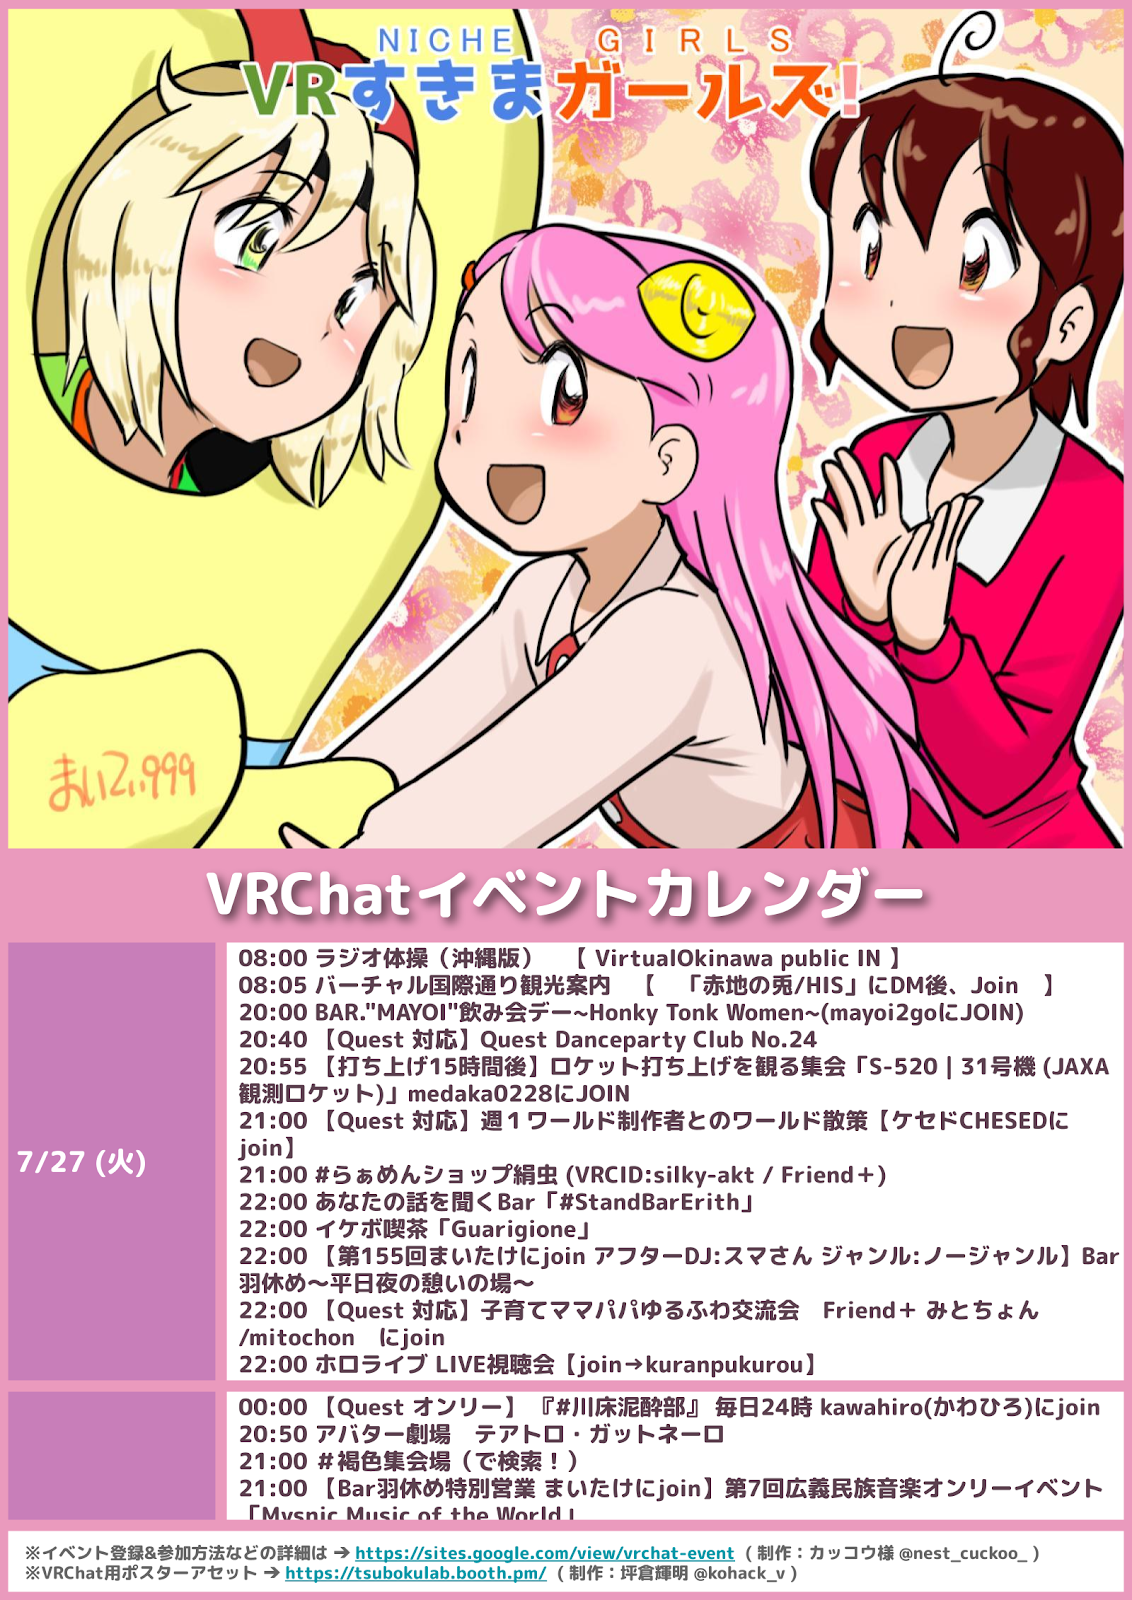 NICHE GIRLS
VRすきまガールズ!
まいてぃ999
VRChatイベントカレンダー
7/27 (火)
08:00 ラジオ体操（沖縄版）　【 VirtualOkinawa public IN 】
08:05 バーチャル国際通り観光案内　【　「赤地の兎/HIS」にDM後、Join　】
20:00 BAR."MAYOI"飲み会デー~Honky Tonk Women~(mayoi2goにJOIN)
20:40 【Quest 対応】Quest Danceparty Club No.24
20:55 【打ち上げ15時間後】ロケット打ち上げを観る集会「S-520 | 31号機 (JAXA
観測ロケット)」medaka0228にJOIN
21:00 【Quest 対応】週１ワールド制作者とのワールド散策【ケセドCHESEDに
join】
21:00 #らぁめんショップ絹虫 (VRCID:silky-akt / Friend＋)
22:00 あなたの話を聞くBar「#StandBarErith」
22:00 イケボ喫茶「Guarigione」
22:00 【第155回まいたけにjoin アフターDJ:スマさん ジャンル:ノージャンル】Bar
羽休め～平日夜の憩いの場～
22:00 【Quest 対応】子育てママパパゆるふわ交流会　Friend＋ みとちょん
/mitochon　にjoin
22:00 ホロライブ LIVE視聴会【join→kuranpukurou】
00:00 【Quest オンリー】 『#川床泥酔部』 毎日24時 kawahiro(かわひろ)にjoin
20:50 アバター劇場　テアトロ・ガットネーロ
21:00 ＃褐色集会場（で検索！）
21:00 【Bar羽休め特別営業 まいたけにjoin】第7回広義民族音楽オンリーイベント
「Mysnic Music of the World」
※イベント登録&参加方法などの詳細は → https://sites.google.com/view/vrchat-event ( 制作：カッコウ様 @nest_cuckoo_ )
※VRChat用ポスターアセット → https://tsubokulab.booth.pm/ ( 制作：坪倉輝明 @kohack_v )